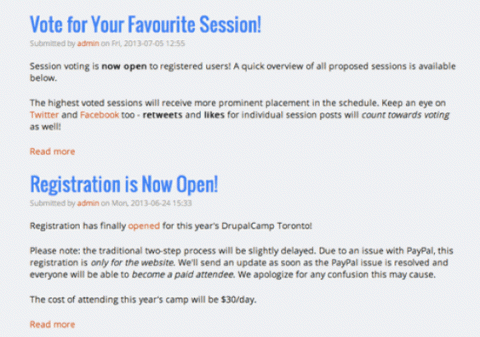 Vote for Your Favourite Session!
Submitted by admin on Fri, 2013-07-05 12:55
Session voting is now open to registered users! A quick overview of all proposed sessions is available
below.
The highest voted sessions will receive more prominent placement in the schedule. Keep an eye on
Twitter and Facebook too - retweets and likes for individual session posts will count towards voting
as well!
Read more
Registration is Now Open!
Submitted by admin on Mon, 2013-06-24 15:33
Registration has finally opened for this year's DrupalCamp Toronto!
Please note: the traditional two-step process will be slightly delayed. Due to an issue with PayPal, this
registration is only for the website. We'll send an update as soon as the PayPal issue is resolved and
everyone will be able to become a paid attendee. We apologize for any confusion this may cause.
The cost of attending this year's camp will be $30/day.
Read more